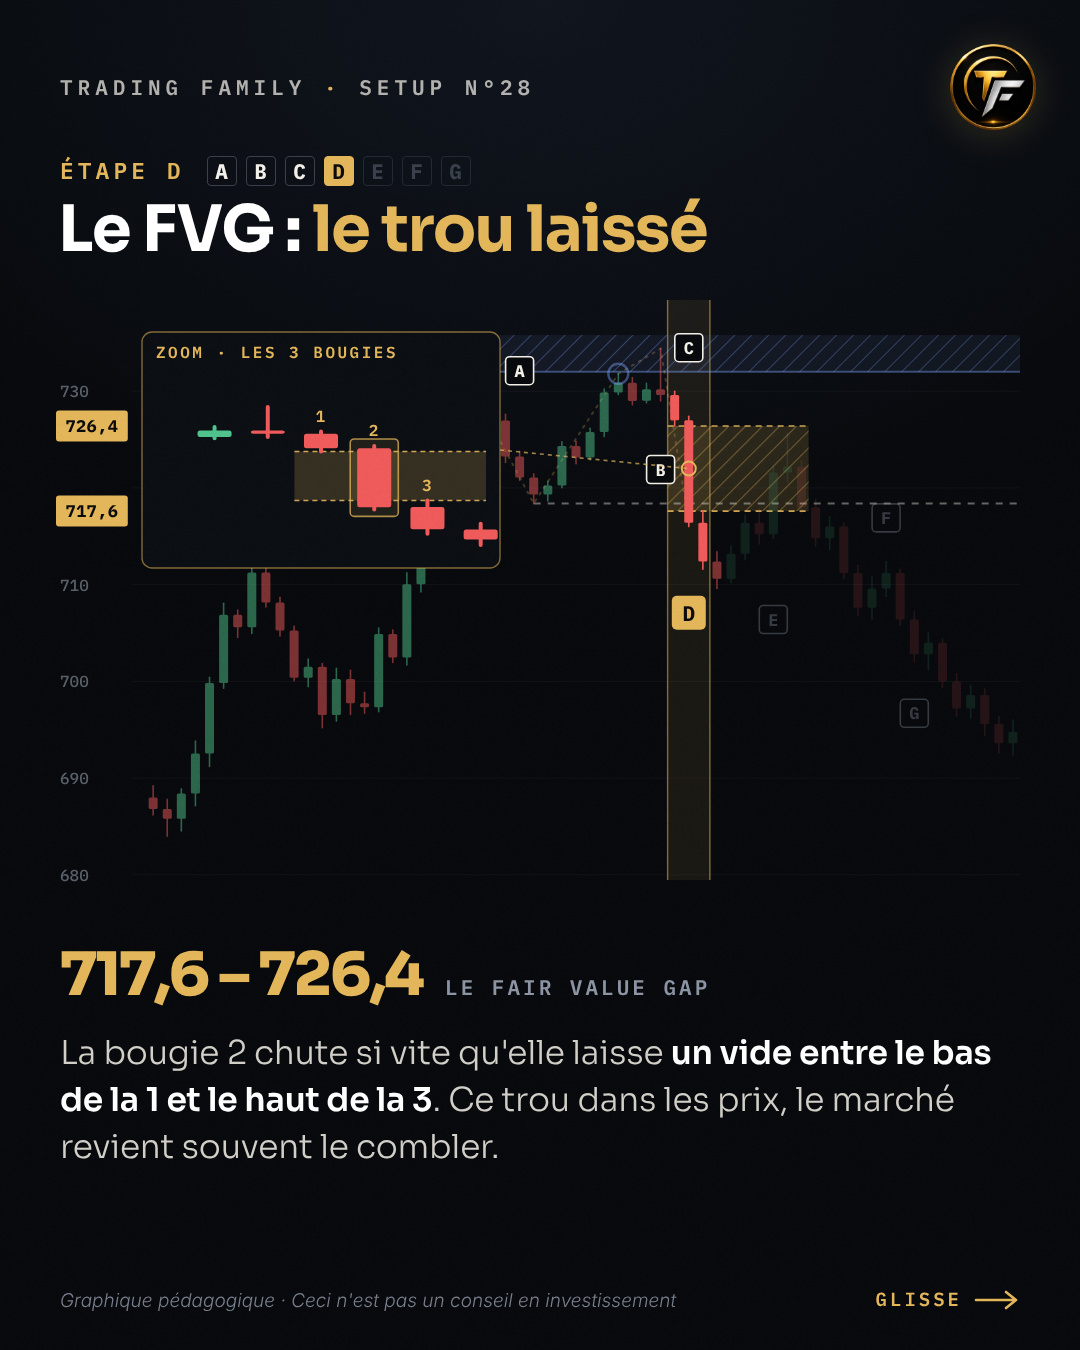 TRADING FAMILY · SETUP N°28
TF
ÉTAPE D A B C D E F G
Le FVG : le trou laissé
ZOOM · LES 3 BOUGIES
1
2
3
A
C
B
D
E
F
G
730
726,4
717,6
710
700
690
680
717,6 – 726,4 LE FAIR VALUE GAP
La bougie 2 chute si vite qu'elle laisse un vide entre le bas
de la 1 et le haut de la 3. Ce trou dans les prix, le marché
revient souvent le combler.
Graphique pédagogique · Ceci n'est pas un conseil en investissement
GLISSE →